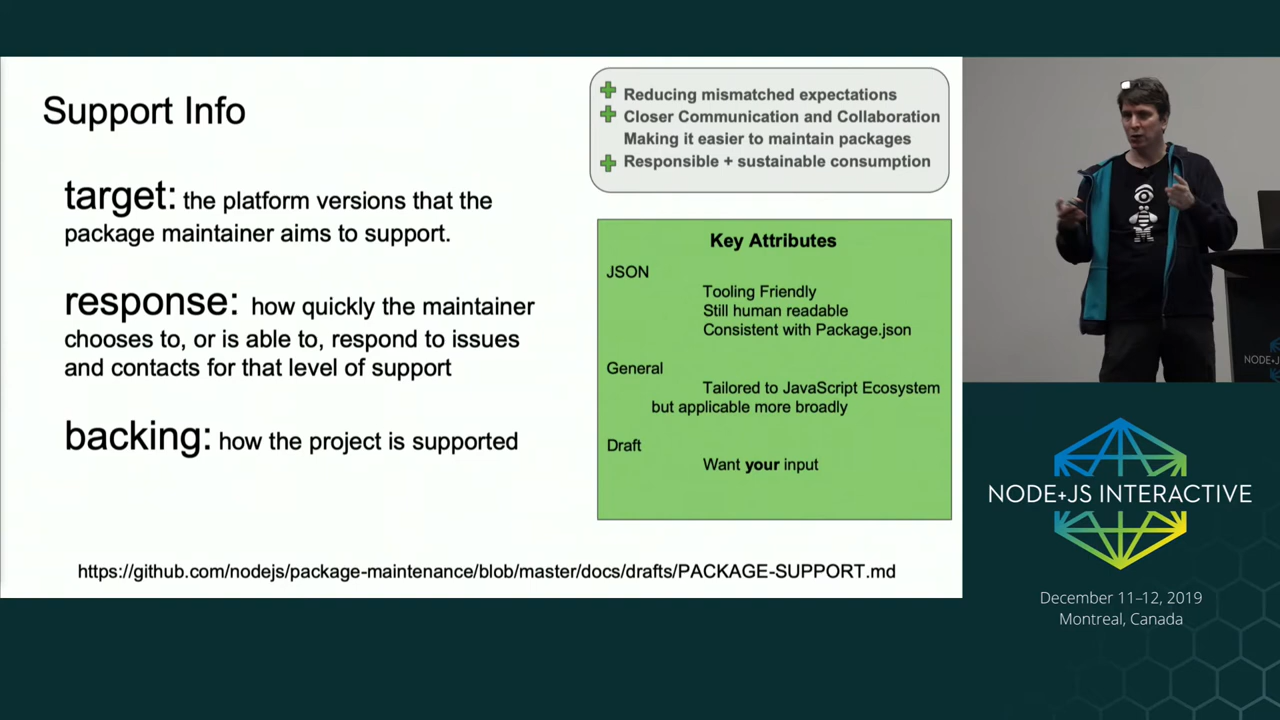 Support Info
target: the platform versions that the
package maintainer aims to support.
response: how quickly the maintainer
chooses to, or is able to, respond to issues
and contacts for that level of support
backing: how the project is supported
Reducing mismatched expectations
Closer Communication and Collaboration
Making it easier to maintain packages
Responsible + sustainable consumption
Key Attributes
JSON
Tooling Friendly
Still human readable
Consistent with Package.json
General
Tailored to JavaScript Ecosystem
but applicable more broadly
Draft
Want your input
https://github.com/nodejs/package-maintenance/blob/master/docs/drafts/PACKAGE-SUPPORT.md
NODE JS
NODE+JS INTERACTIVE
December 11–12, 2019
Montreal, Canada